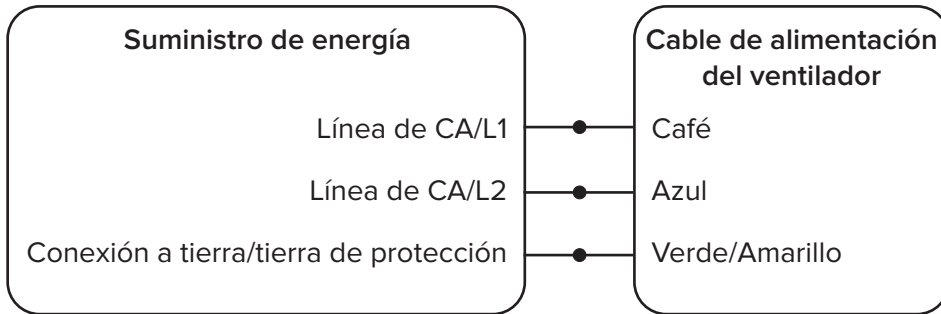 Suministro de energía
Línea de CA/L1
Línea de CA/L2
Conexión a tierra/tierra de protección
Cable de alimentación
del ventilador
Café
Azul
Verde/Amarillo